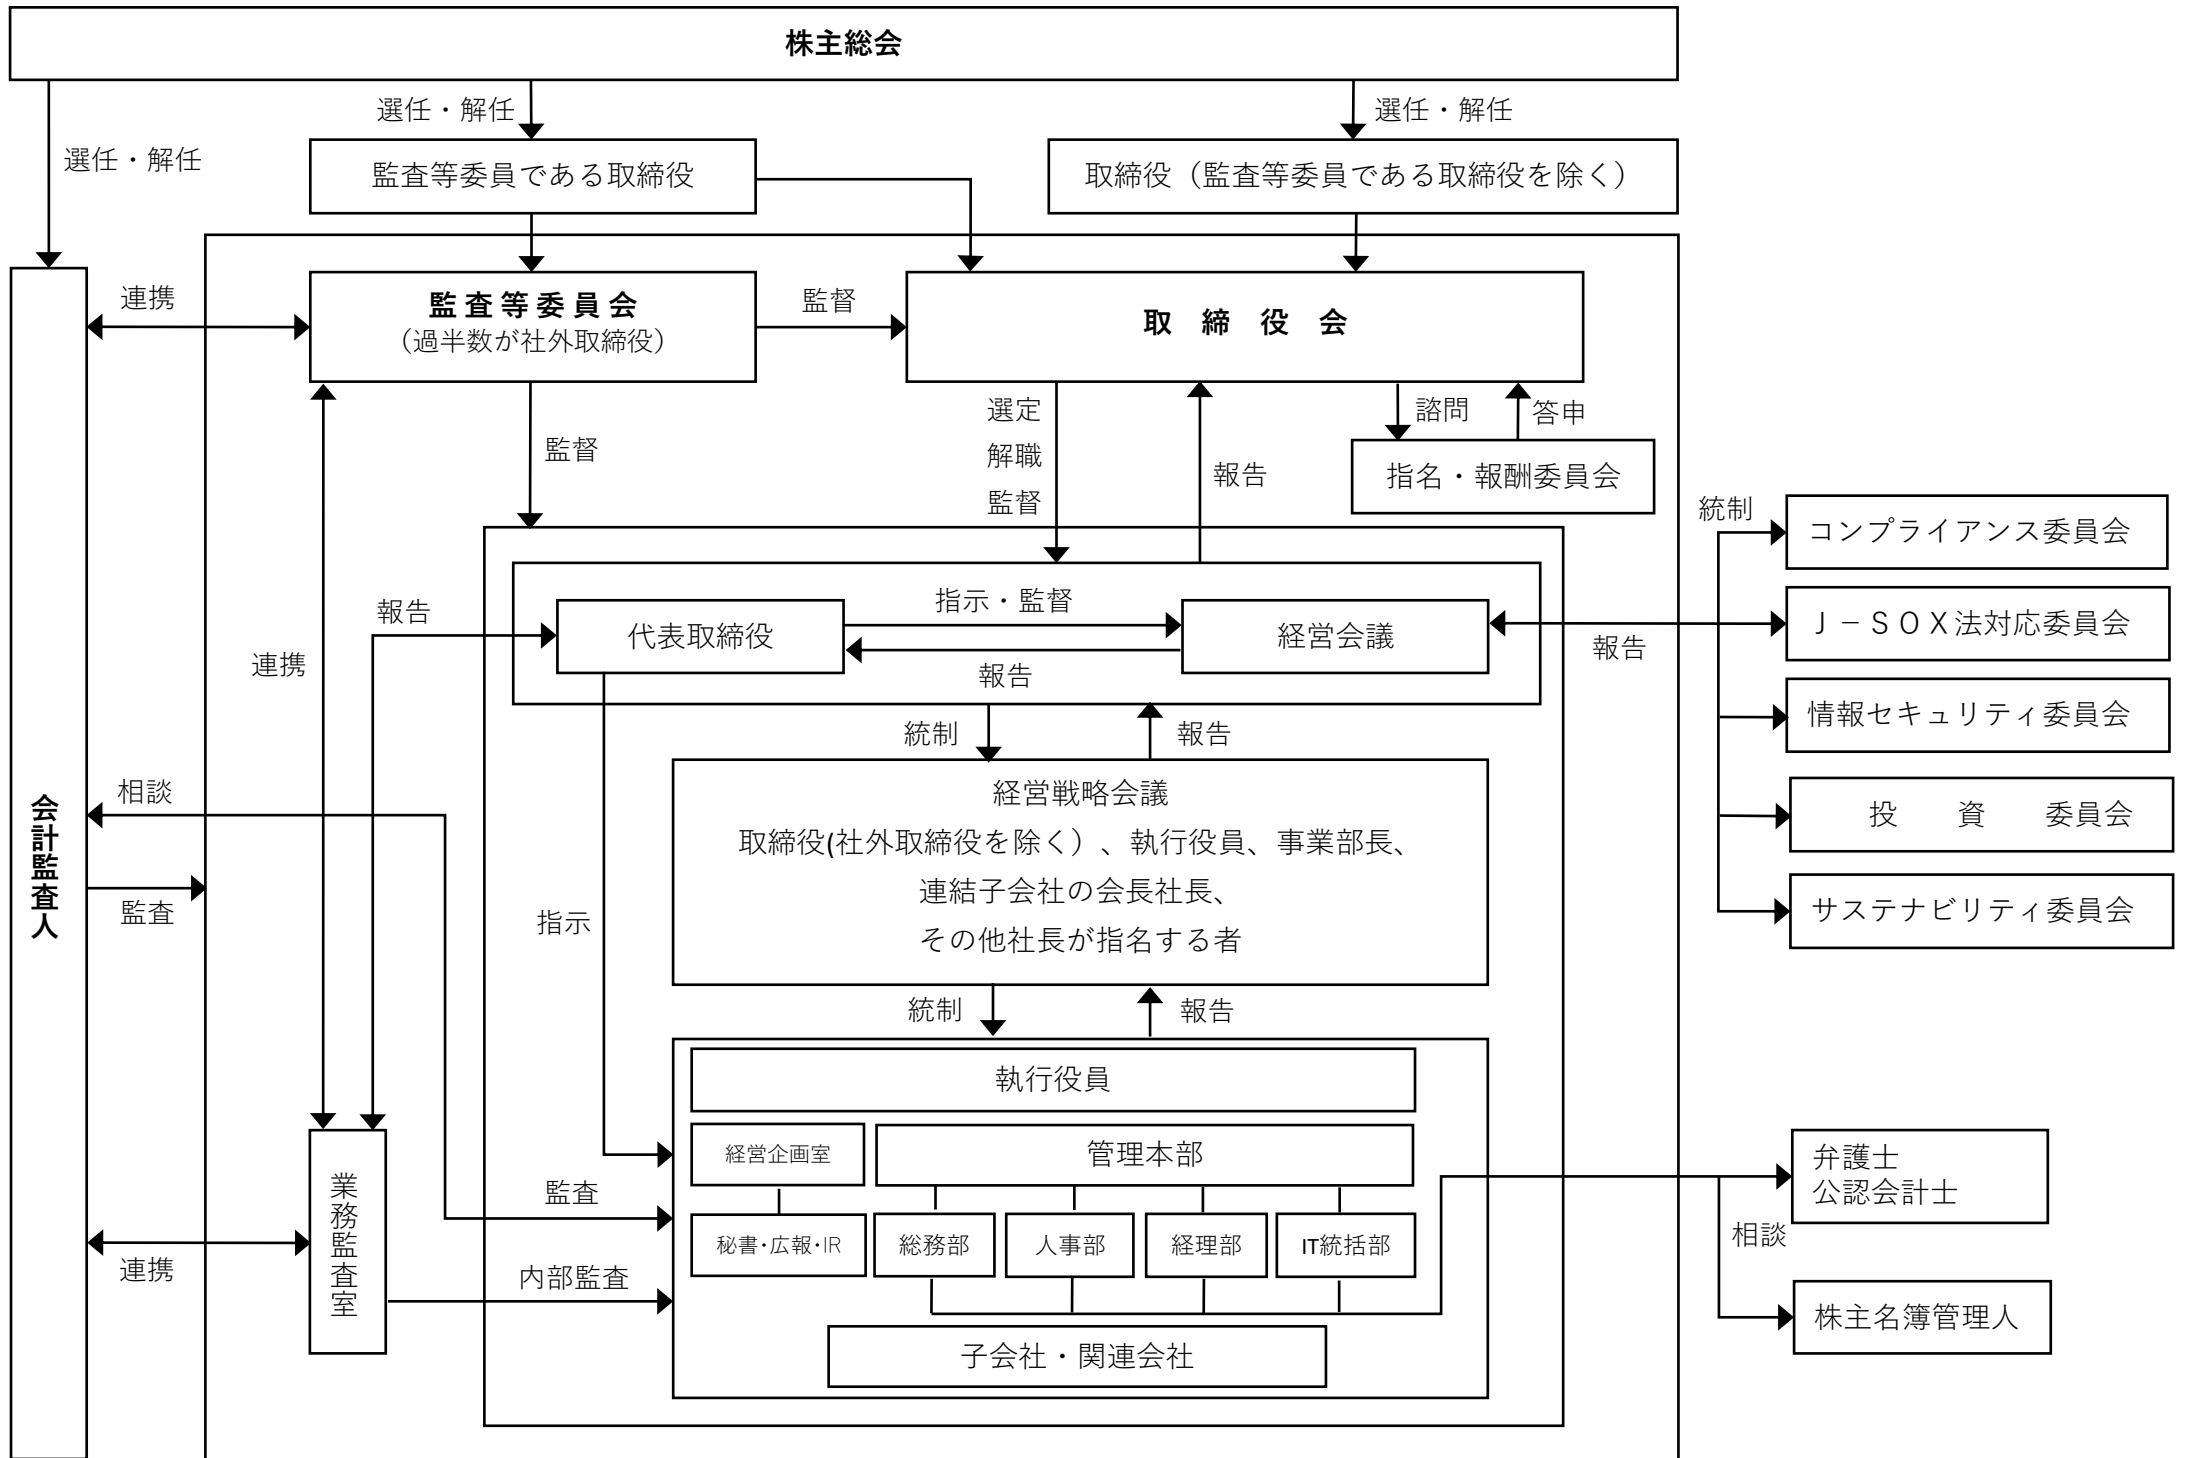 株主総会
選任・解任
選任・解任
選任・解任
監査等委員である取締役
取締役（監査等委員である取締役を除く）
連携
監査等委員会
（過半数が社外取締役）
監督
取　締　役　会
監督
選定
解職
監督
報告
諮問
答申
指名・報酬委員会
統制
コンプライアンス委員会
Ｊ－ＳＯＸ法対応委員会
情報セキュリティ委員会
投　資　委員会
サステナビリティ委員会
報告
報告
代表取締役
指示・監督
経営会議
報告
連携
統制
報告
経営戦略会議
取締役(社外取締役を除く）、執行役員、事業部長、
連結子会社の会長社長、
その他社長が指名する者
相談
会計監査人
監査
指示
統制
報告
執行役員
経営企画室
管理本部
監査
秘書・広報・IR
総務部
人事部
経理部
IT統括部
業務監査室
連携
内部監査
子会社・関連会社
弁護士
公認会計士
相談
株主名簿管理人